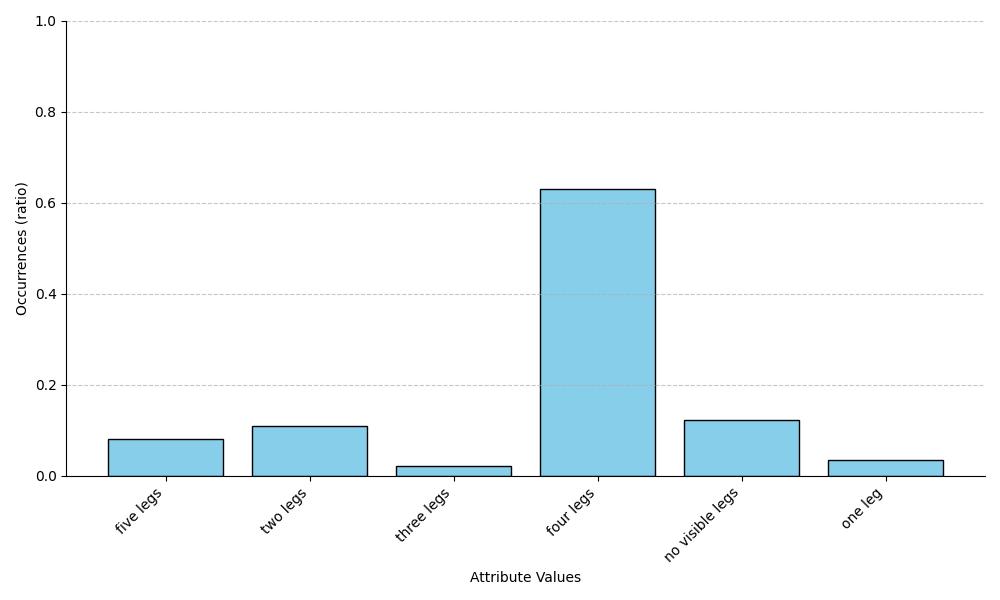 1.0
0.8
0.6
0.4
0.2
0.0
Occurrences (ratio)
five legs
two legs
three legs
four legs
no visible legs
one leg
Attribute Values